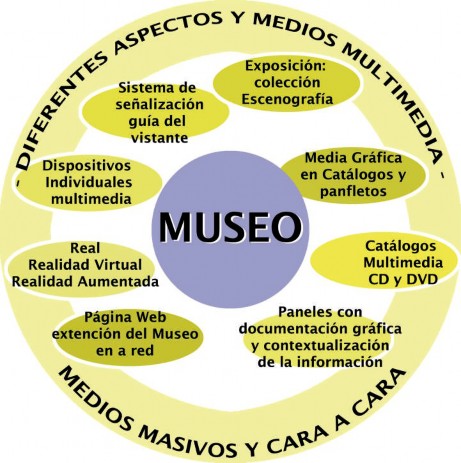 - DIFERENTES ASPECTOS Y MEDIOS MULTIMEDIA -
Exposición:
colección
Escenografía
Sistema de
señalización
guía del
vistante
Media Gráfica
en Catálogos y
panfletos
Dispositivos
Individuales
multimedia
MUSEO
Catálogos
Multimedia
CD y DVD
Real
Realidad Virtual
Realidad Aumentada
Paneles con
documentación gráfica
y contextualización
de la información
Página Web
extención del Museo
en a red
MEDIOS MASIVOS Y CARA A CARA